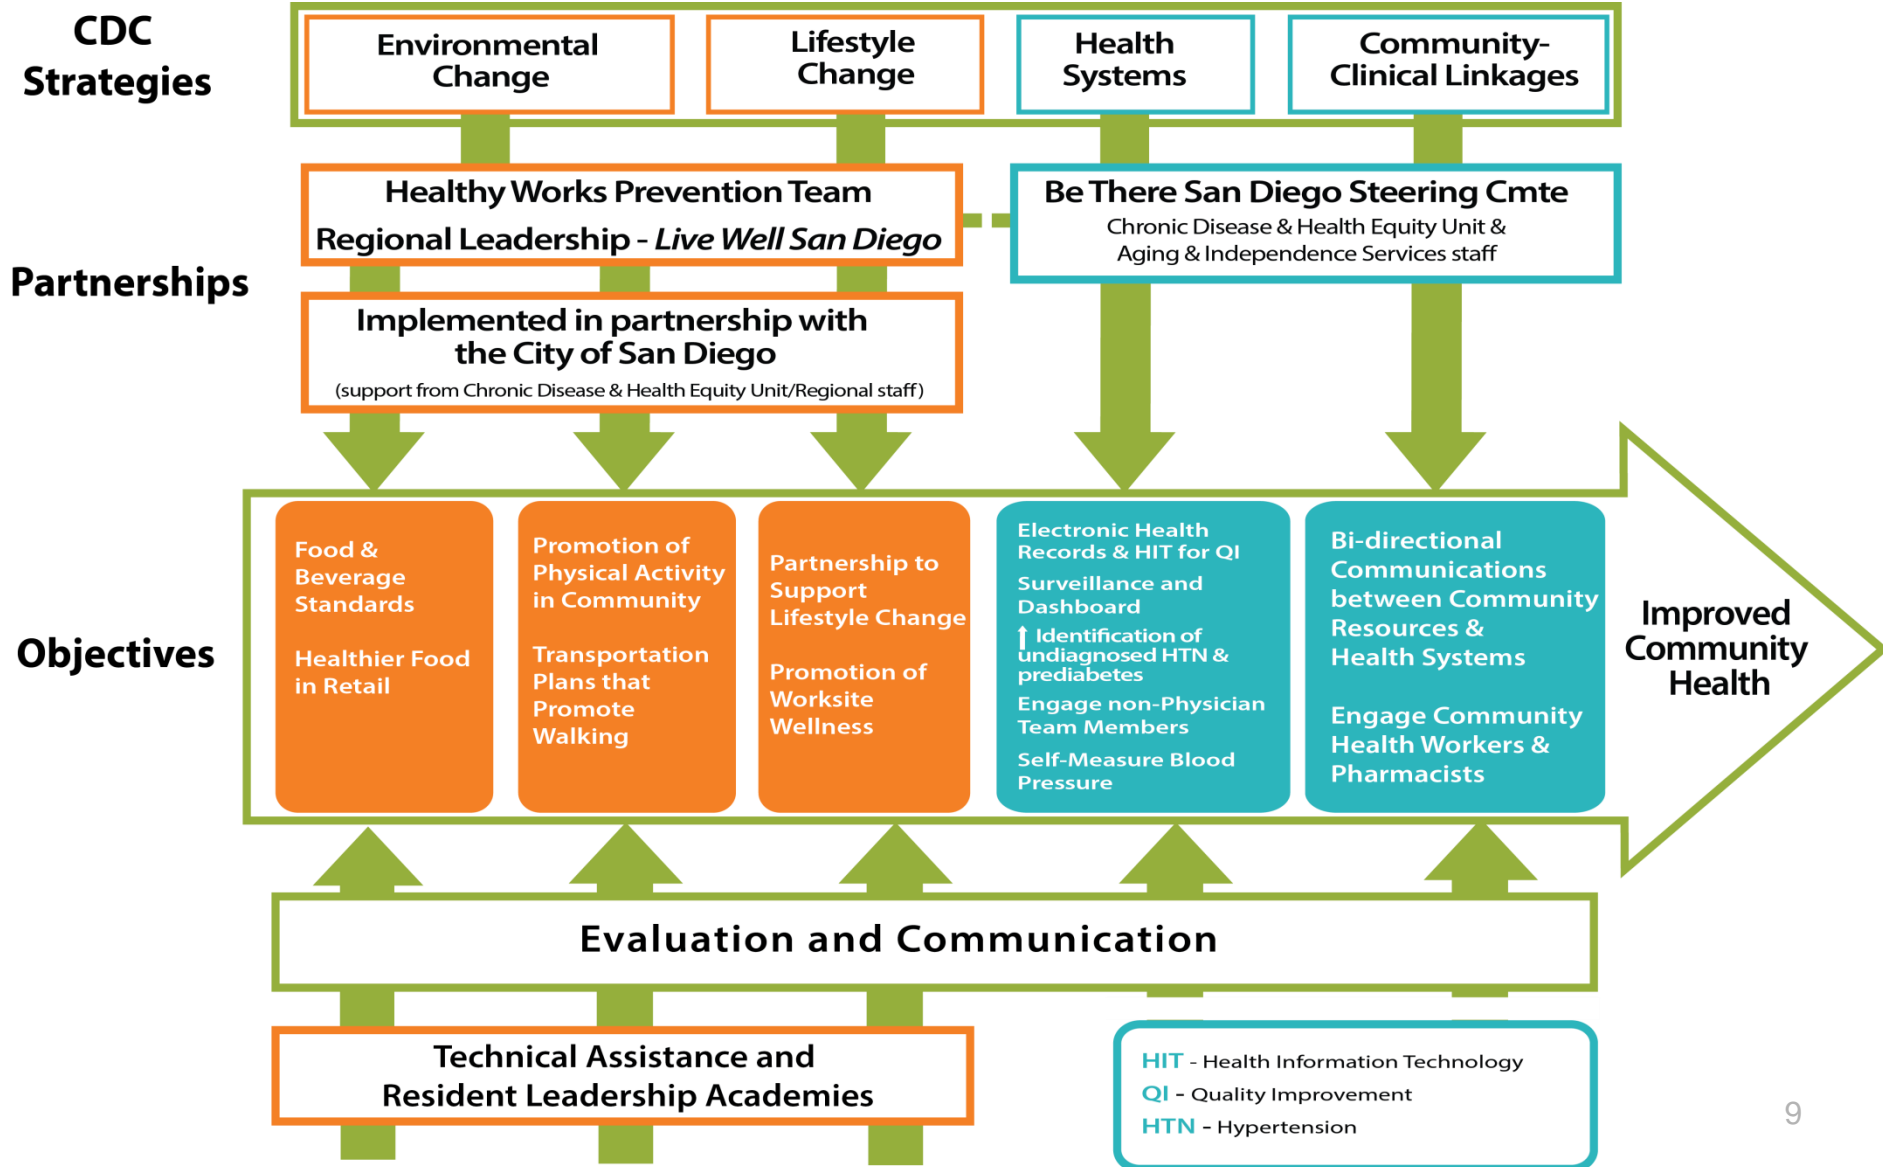 CDC
Strategies
Environmental
Change
Lifestyle
Change
Health
Systems
Community-
Clinical Linkages
Partnerships
Healthy Works Prevention Team
Regional Leadership - Live Well San Diego
Be There San Diego Steering Cmte
Chronic Disease & Health Equity Unit &
Aging & Independence Services staff
Implemented in partnership with
the City of San Diego
(support from Chronic Disease & Health Equity Unit/Regional staff)
Objectives
Food &
Beverage
Standards
Healthier Food
in Retail
Promotion of
Physical Activity
in Community
Transportation
Plans that
Promote
Walking
Partnership to
Support
Lifestyle Change
Promotion of
Worksite
Wellness
Electronic Health
Records & HIT for QI
Surveillance and
Dashboard
Identification of
undiagnosed HTN &
prediabetes
Engage non-Physician
Team Members
Self-Measure Blood
Pressure
Bi-directional
Communications
between Community
Resources &
Health Systems
Engage Community
Health Workers &
Pharmacists
Improved
Community
Health
Evaluation and Communication
Technical Assistance and
Resident Leadership Academies
HIT - Health Information Technology
QI - Quality Improvement
HTN - Hypertension
9